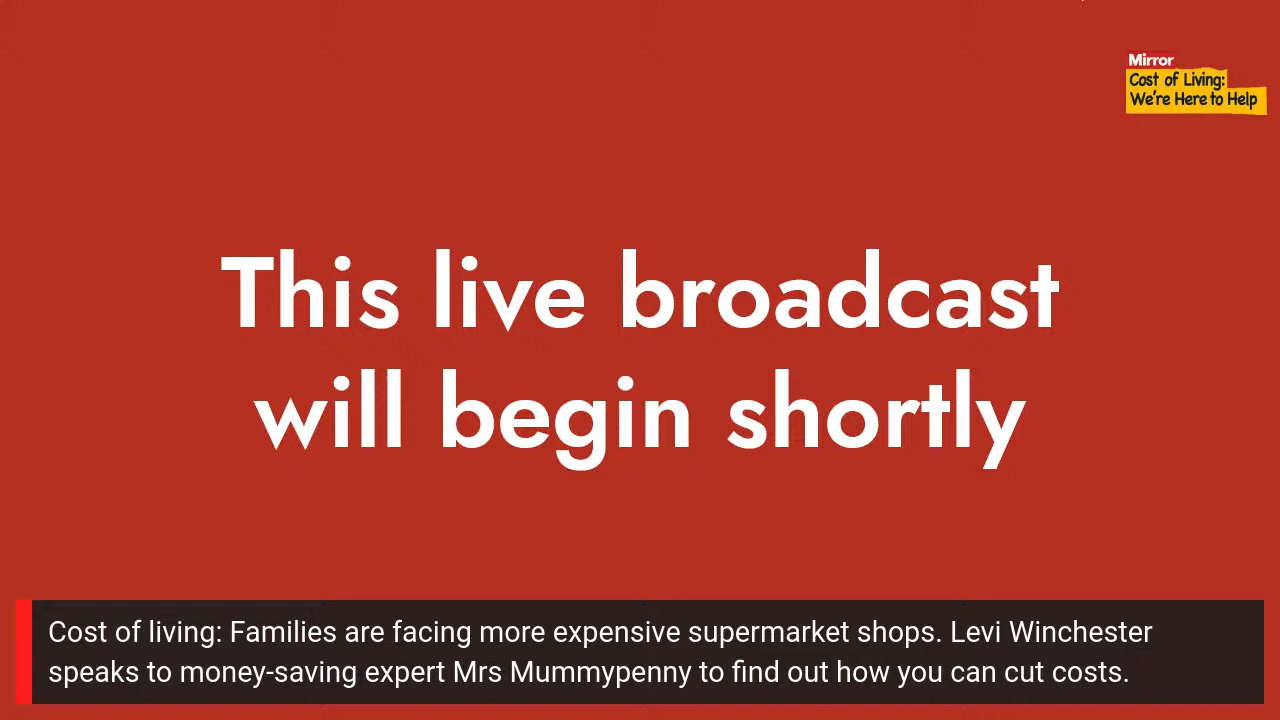 Mirror
Cost of Living:
We're Here to Help
This live broadcast
will begin shortly
Cost of living: Families are facing more expensive supermarket shops. Levi Winchester
speaks to money-saving expert Mrs Mummypenny to find out how you can cut costs.